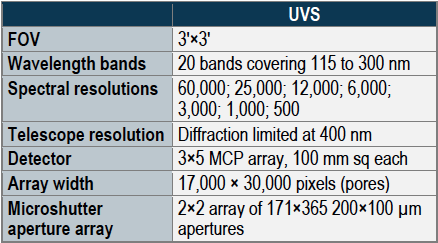 UVS
FOV 3'×3'
Wavelength bands 20 bands covering 115 to 300 nm
Spectral resolutions 60,000; 25,000; 12,000; 6,000;
3,000; 1,000; 500
Telescope resolution Diffraction limited at 400 nm
Detector 3×5 MCP array, 100 mm sq each
Array width 17,000 × 30,000 pixels (pores)
Microshutter 2×2 array of 171×365 200×100 μm
aperture array apertures